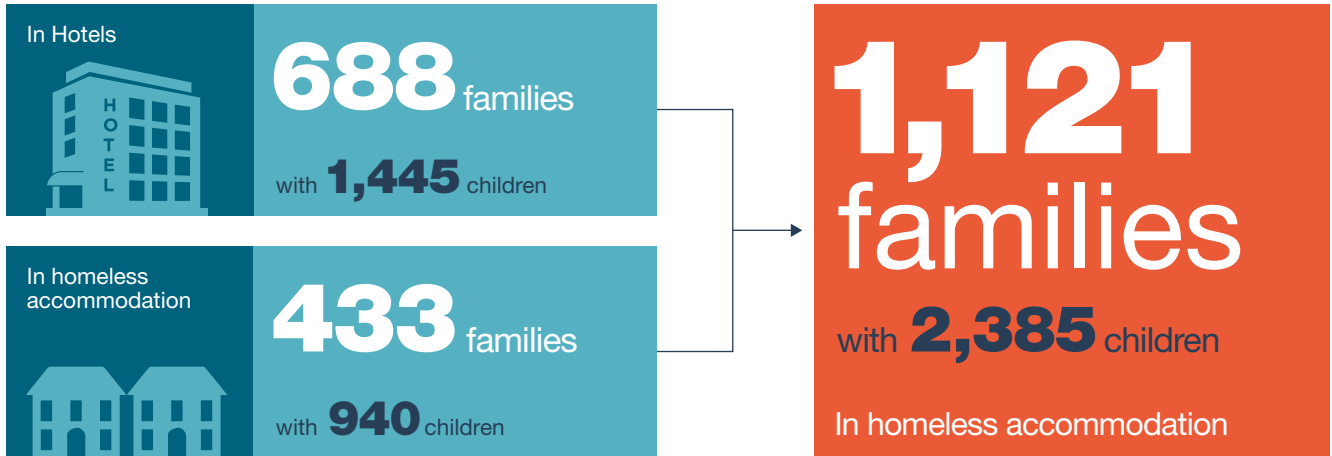 In Hotels
HOTEL
688 families
with 1,445 children
In homeless
accommodation
433 families
with 940 children
1,121
families
with 2,385 children
In homeless accommodation